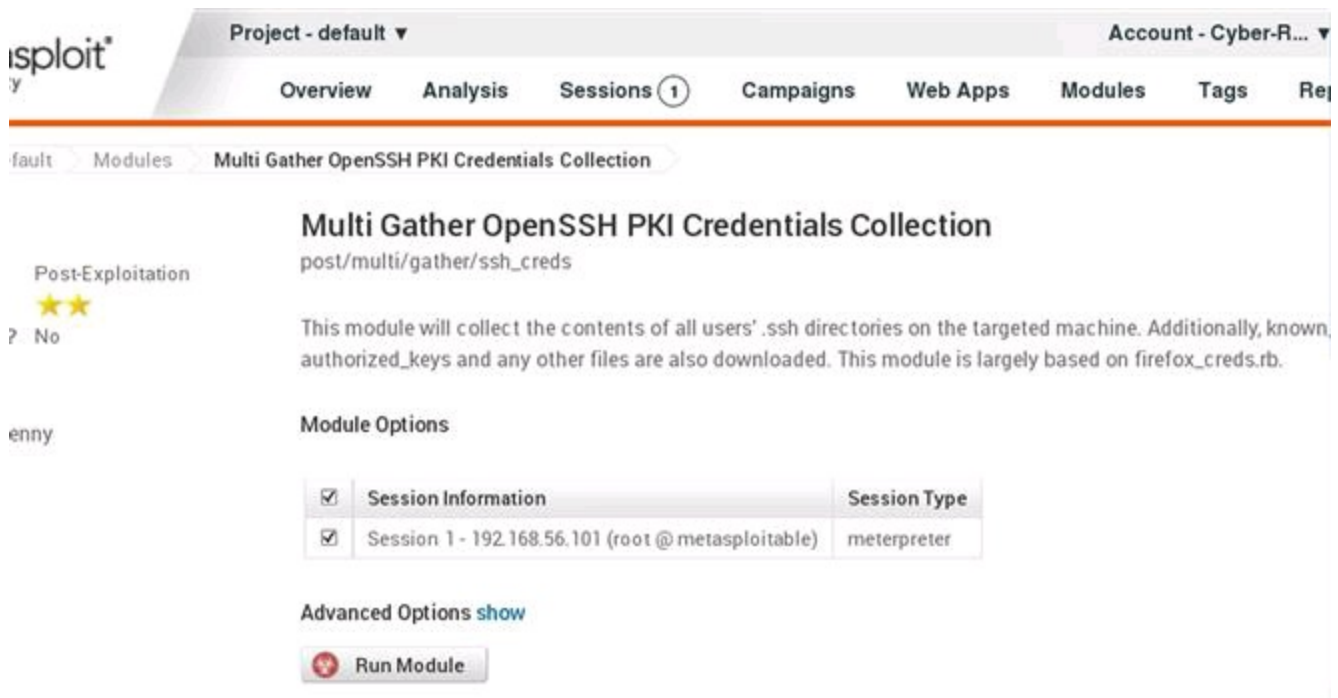 Project - default ▼
Account - Cyber-R... ▼
sploit®
y
Overview
Analysis
Sessions 1
Campaigns
Web Apps
Modules
Tags
Rep
fault
Modules
Multi Gather OpenSSH PKI Credentials Collection
Multi Gather OpenSSH PKI Credentials Collection
post/multi/gather/ssh_creds
Post-Exploitation
? No
enny
This module will collect the contents of all users' .ssh directories on the targeted machine. Additionally, known_
authorized_keys and any other files are also downloaded. This module is largely based on firefox_creds.rb.
Module Options
Session Information
Session Type
Session 1 - 192.168.56.101 (root @ metasploitable)
meterpreter
Advanced Options show
Run Module